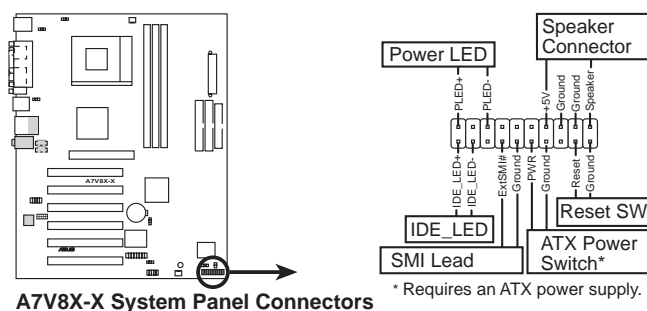 A7V8X-X
ASUS
A7V8X-X System Panel Connectors
Power LED
Speaker
Connector
PLED+
PLED-
+5V
Ground
Ground
Speaker
IDE_LED+
IDE_LED-
ExtSMI#
Ground
PWR
Ground
Reset
Ground
Reset SW
IDE_LED
SMI Lead
ATX Power
Switch*
* Requires an ATX power supply.